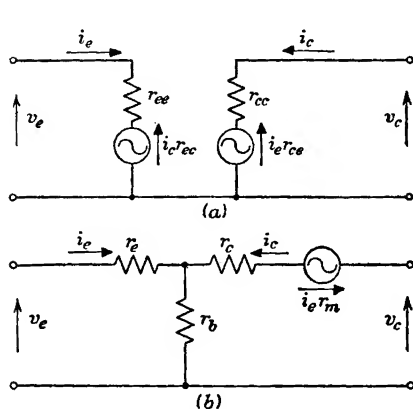 i_e i_c
r_ee r_cc
v_e i_c r_ec i_e r_ce v_c
(a)
i_e r_e r_c i_c
v_e r_b i_e r_m v_c
(b)